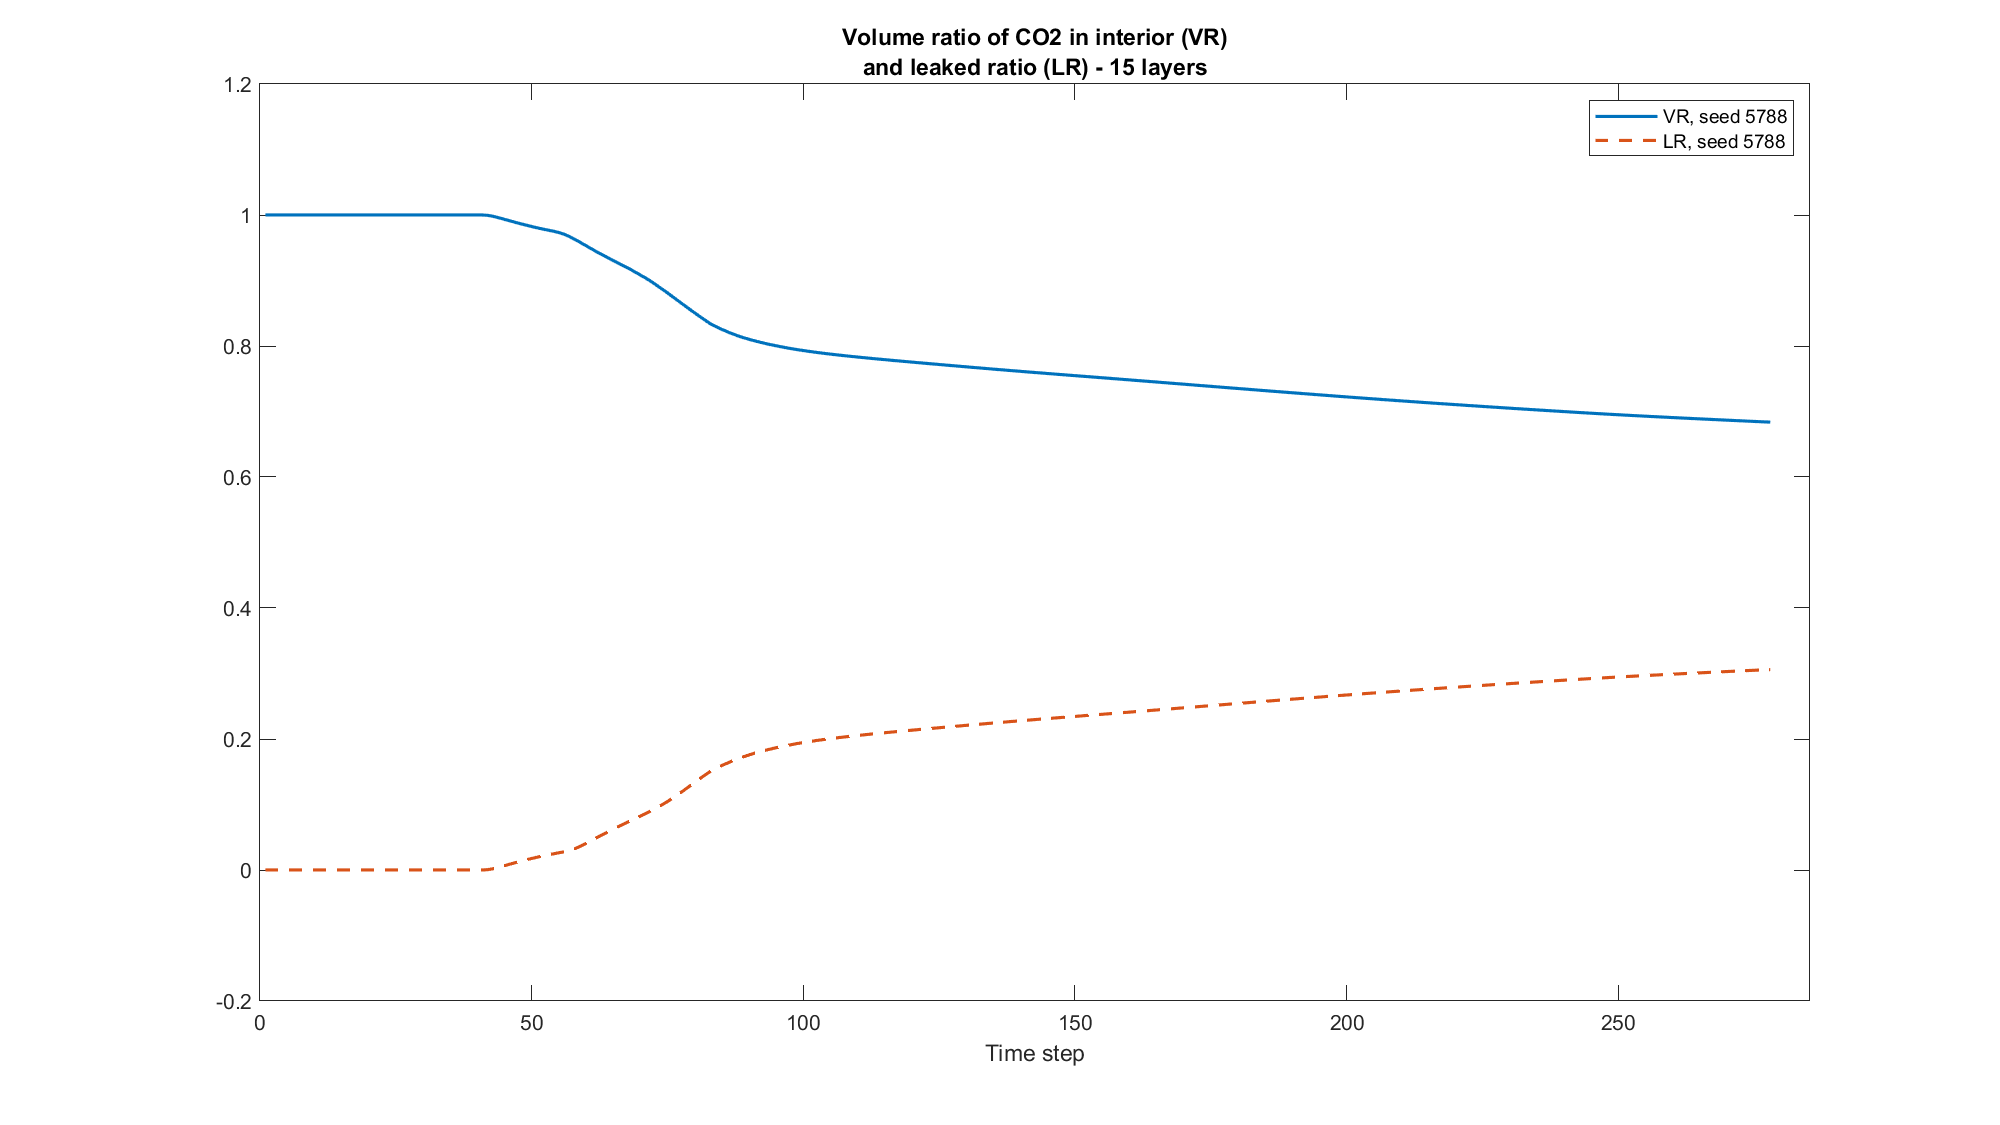 Volume ratio of CO2 in interior (VR)
and leaked ratio (LR) - 15 layers
VR, seed 5788
LR, seed 5788
1.2
1
0.8
0.6
0.4
0.2
0
-0.2
0 50 100 150 200 250
Time step